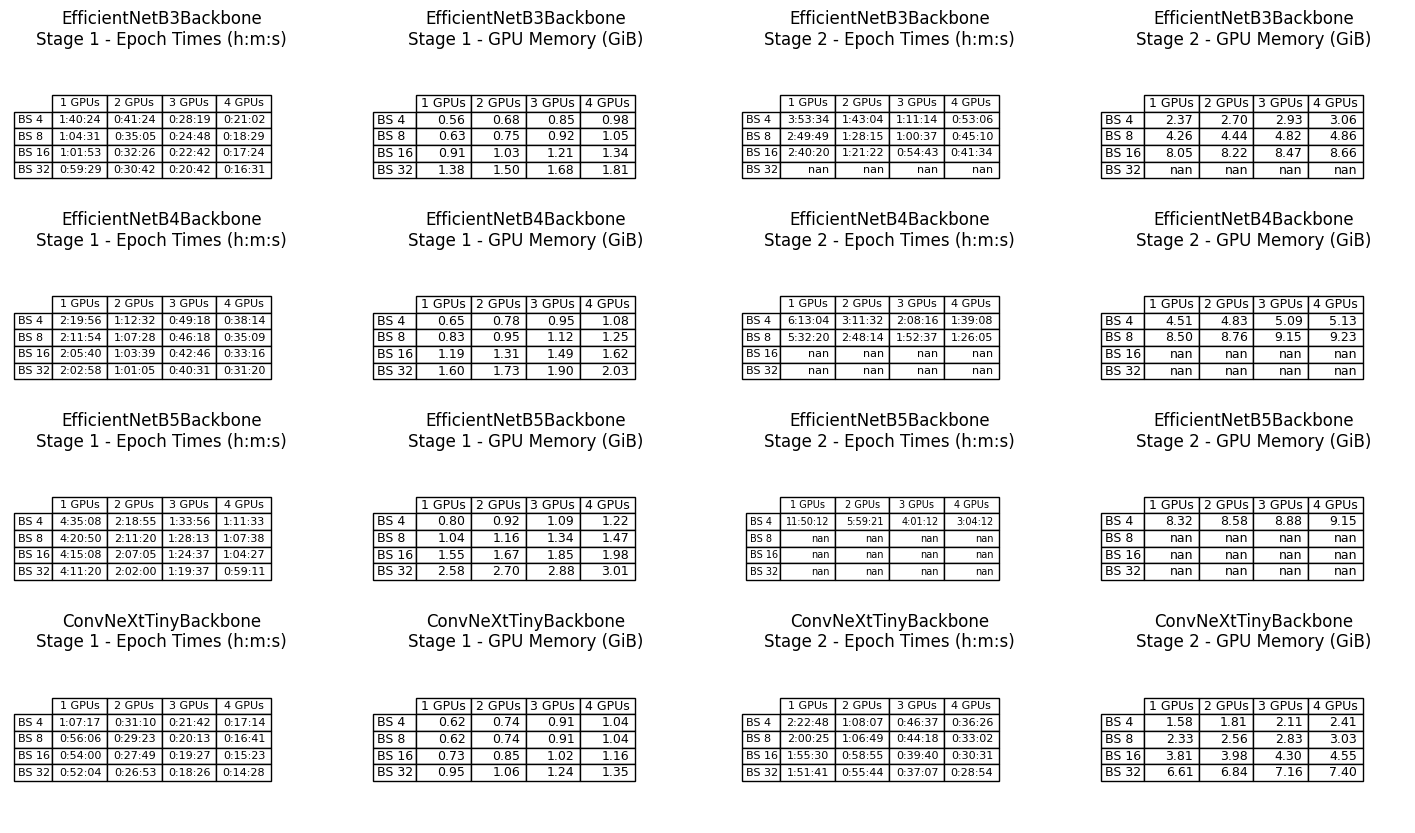 EfficientNetB3Backbone
Stage 1 - Epoch Times (h:m:s)
1 GPUs 2 GPUs 3 GPUs 4 GPUs
BS 4 1:40:24 0:41:24 0:28:19 0:21:02
BS 8 1:04:31 0:35:05 0:24:48 0:18:29
BS 16 1:01:53 0:32:26 0:22:42 0:17:24
BS 32 0:59:29 0:30:42 0:20:42 0:16:31
EfficientNetB3Backbone
Stage 1 - GPU Memory (GiB)
1 GPUs 2 GPUs 3 GPUs 4 GPUs
BS 4 0.56 0.68 0.85 0.98
BS 8 0.63 0.75 0.92 1.05
BS 16 0.91 1.03 1.21 1.34
BS 32 1.38 1.50 1.68 1.81
EfficientNetB3Backbone
Stage 2 - Epoch Times (h:m:s)
1 GPUs 2 GPUs 3 GPUs 4 GPUs
BS 4 3:53:34 1:43:04 1:11:14 0:53:06
BS 8 2:49:49 1:28:15 1:00:37 0:45:10
BS 16 2:40:20 1:21:22 0:54:43 0:41:34
BS 32 nan nan nan nan
EfficientNetB3Backbone
Stage 2 - GPU Memory (GiB)
1 GPUs 2 GPUs 3 GPUs 4 GPUs
BS 4 2.37 2.70 2.93 3.06
BS 8 4.26 4.44 4.82 4.86
BS 16 8.05 8.22 8.47 8.66
BS 32 nan nan nan nan
EfficientNetB4Backbone
Stage 1 - Epoch Times (h:m:s)
1 GPUs 2 GPUs 3 GPUs 4 GPUs
BS 4 2:19:56 1:12:32 0:49:18 0:38:14
BS 8 2:11:54 1:07:28 0:46:18 0:35:09
BS 16 2:05:40 1:03:39 0:42:46 0:33:16
BS 32 2:02:58 1:01:05 0:40:31 0:31:20
EfficientNetB4Backbone
Stage 1 - GPU Memory (GiB)
1 GPUs 2 GPUs 3 GPUs 4 GPUs
BS 4 0.65 0.78 0.95 1.08
BS 8 0.83 0.95 1.12 1.25
BS 16 1.19 1.31 1.49 1.62
BS 32 1.60 1.73 1.90 2.03
EfficientNetB4Backbone
Stage 2 - Epoch Times (h:m:s)
1 GPUs 2 GPUs 3 GPUs 4 GPUs
BS 4 6:13:04 3:11:32 2:08:16 1:39:08
BS 8 5:32:20 2:48:14 1:52:37 1:26:05
BS 16 nan nan nan nan
BS 32 nan nan nan nan
EfficientNetB4Backbone
Stage 2 - GPU Memory (GiB)
1 GPUs 2 GPUs 3 GPUs 4 GPUs
BS 4 4.51 4.83 5.09 5.13
BS 8 8.50 8.76 9.15 9.23
BS 16 nan nan nan nan
BS 32 nan nan nan nan
EfficientNetB5Backbone
Stage 1 - Epoch Times (h:m:s)
1 GPUs 2 GPUs 3 GPUs 4 GPUs
BS 4 4:35:08 2:18:55 1:33:56 1:11:33
BS 8 4:20:50 2:11:20 1:28:13 1:07:38
BS 16 4:15:08 2:07:05 1:24:37 1:04:27
BS 32 4:11:20 2:02:00 1:19:37 0:59:11
EfficientNetB5Backbone
Stage 1 - GPU Memory (GiB)
1 GPUs 2 GPUs 3 GPUs 4 GPUs
BS 4 0.80 0.92 1.09 1.22
BS 8 1.04 1.16 1.34 1.47
BS 16 1.55 1.67 1.85 1.98
BS 32 2.58 2.70 2.88 3.01
EfficientNetB5Backbone
Stage 2 - Epoch Times (h:m:s)
1 GPUs 2 GPUs 3 GPUs 4 GPUs
BS 4 11:50:12 5:59:21 4:01:12 3:04:12
BS 8 nan nan nan nan
BS 16 nan nan nan nan
BS 32 nan nan nan nan
EfficientNetB5Backbone
Stage 2 - GPU Memory (GiB)
1 GPUs 2 GPUs 3 GPUs 4 GPUs
BS 4 8.32 8.58 8.88 9.15
BS 8 nan nan nan nan
BS 16 nan nan nan nan
BS 32 nan nan nan nan
ConvNeXtTinyBackbone
Stage 1 - Epoch Times (h:m:s)
1 GPUs 2 GPUs 3 GPUs 4 GPUs
BS 4 1:07:17 0:31:10 0:21:42 0:17:14
BS 8 0:56:06 0:29:23 0:20:13 0:16:41
BS 16 0:54:00 0:27:49 0:19:27 0:15:23
BS 32 0:52:04 0:26:53 0:18:26 0:14:28
ConvNeXtTinyBackbone
Stage 1 - GPU Memory (GiB)
1 GPUs 2 GPUs 3 GPUs 4 GPUs
BS 4 0.62 0.74 0.91 1.04
BS 8 0.62 0.74 0.91 1.04
BS 16 0.73 0.85 1.02 1.16
BS 32 0.95 1.06 1.24 1.35
ConvNeXtTinyBackbone
Stage 2 - Epoch Times (h:m:s)
1 GPUs 2 GPUs 3 GPUs 4 GPUs
BS 4 2:22:48 1:08:07 0:46:37 0:36:26
BS 8 2:00:25 1:06:49 0:44:18 0:33:02
BS 16 1:55:30 0:58:55 0:39:40 0:30:31
BS 32 1:51:41 0:55:44 0:37:07 0:28:54
ConvNeXtTinyBackbone
Stage 2 - GPU Memory (GiB)
1 GPUs 2 GPUs 3 GPUs 4 GPUs
BS 4 1.58 1.81 2.11 2.41
BS 8 2.33 2.56 2.83 3.03
BS 16 3.81 3.98 4.30 4.55
BS 32 6.61 6.84 7.16 7.40